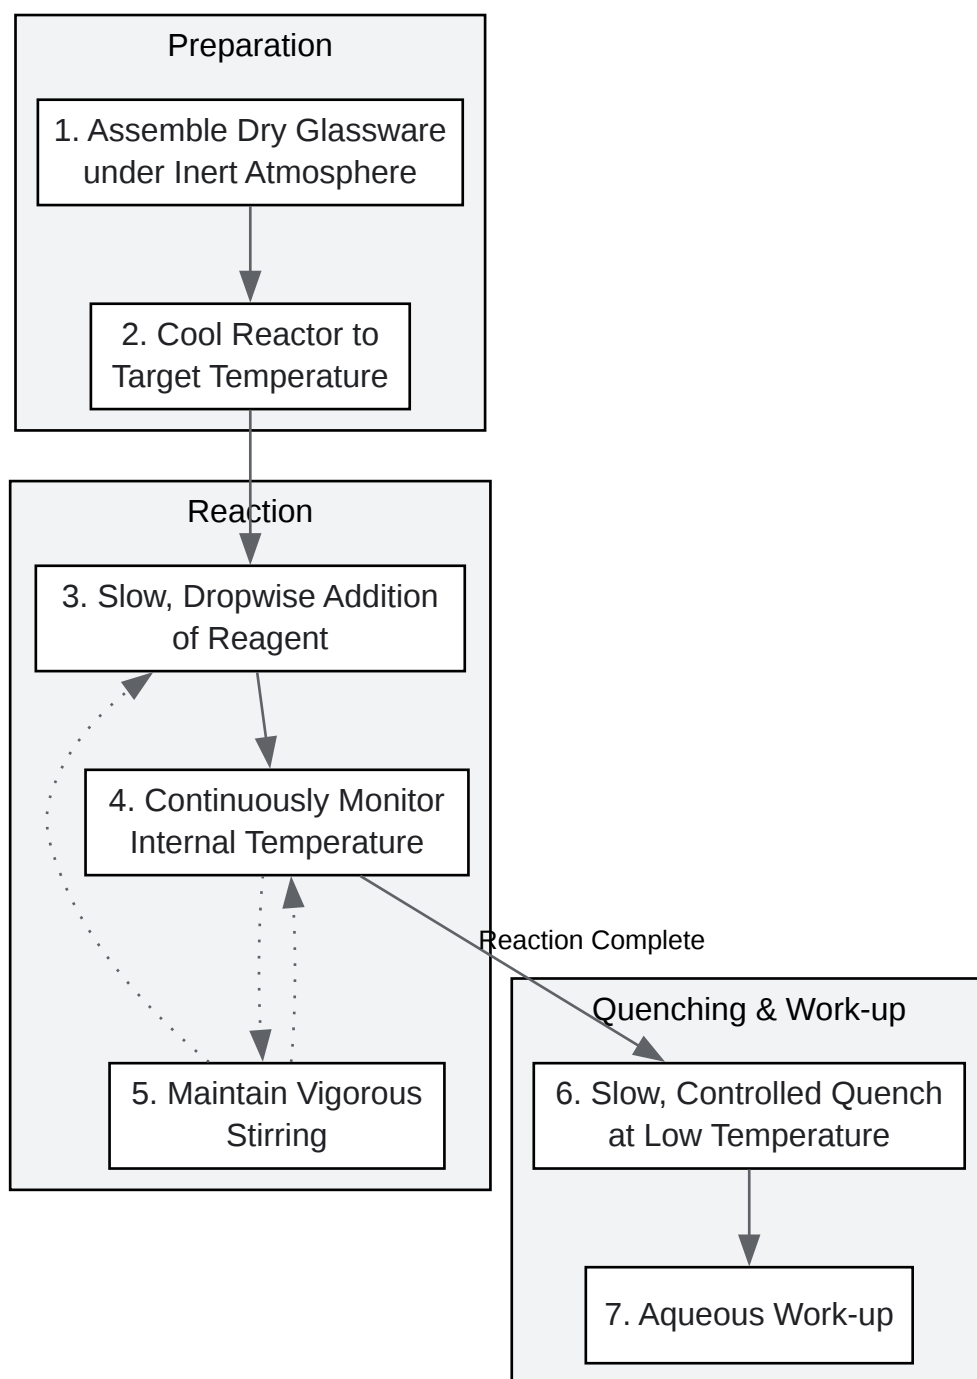 Preparation
1. Assemble Dry Glassware
under Inert Atmosphere
2. Cool Reactor to
Target Temperature
Reaction
3. Slow, Dropwise Addition
of Reagent
4. Continuously Monitor
Internal Temperature
Reaction Complete
5. Maintain Vigorous
Stirring
Quenching & Work-up
6. Slow, Controlled Quench
at Low Temperature
7. Aqueous Work-up